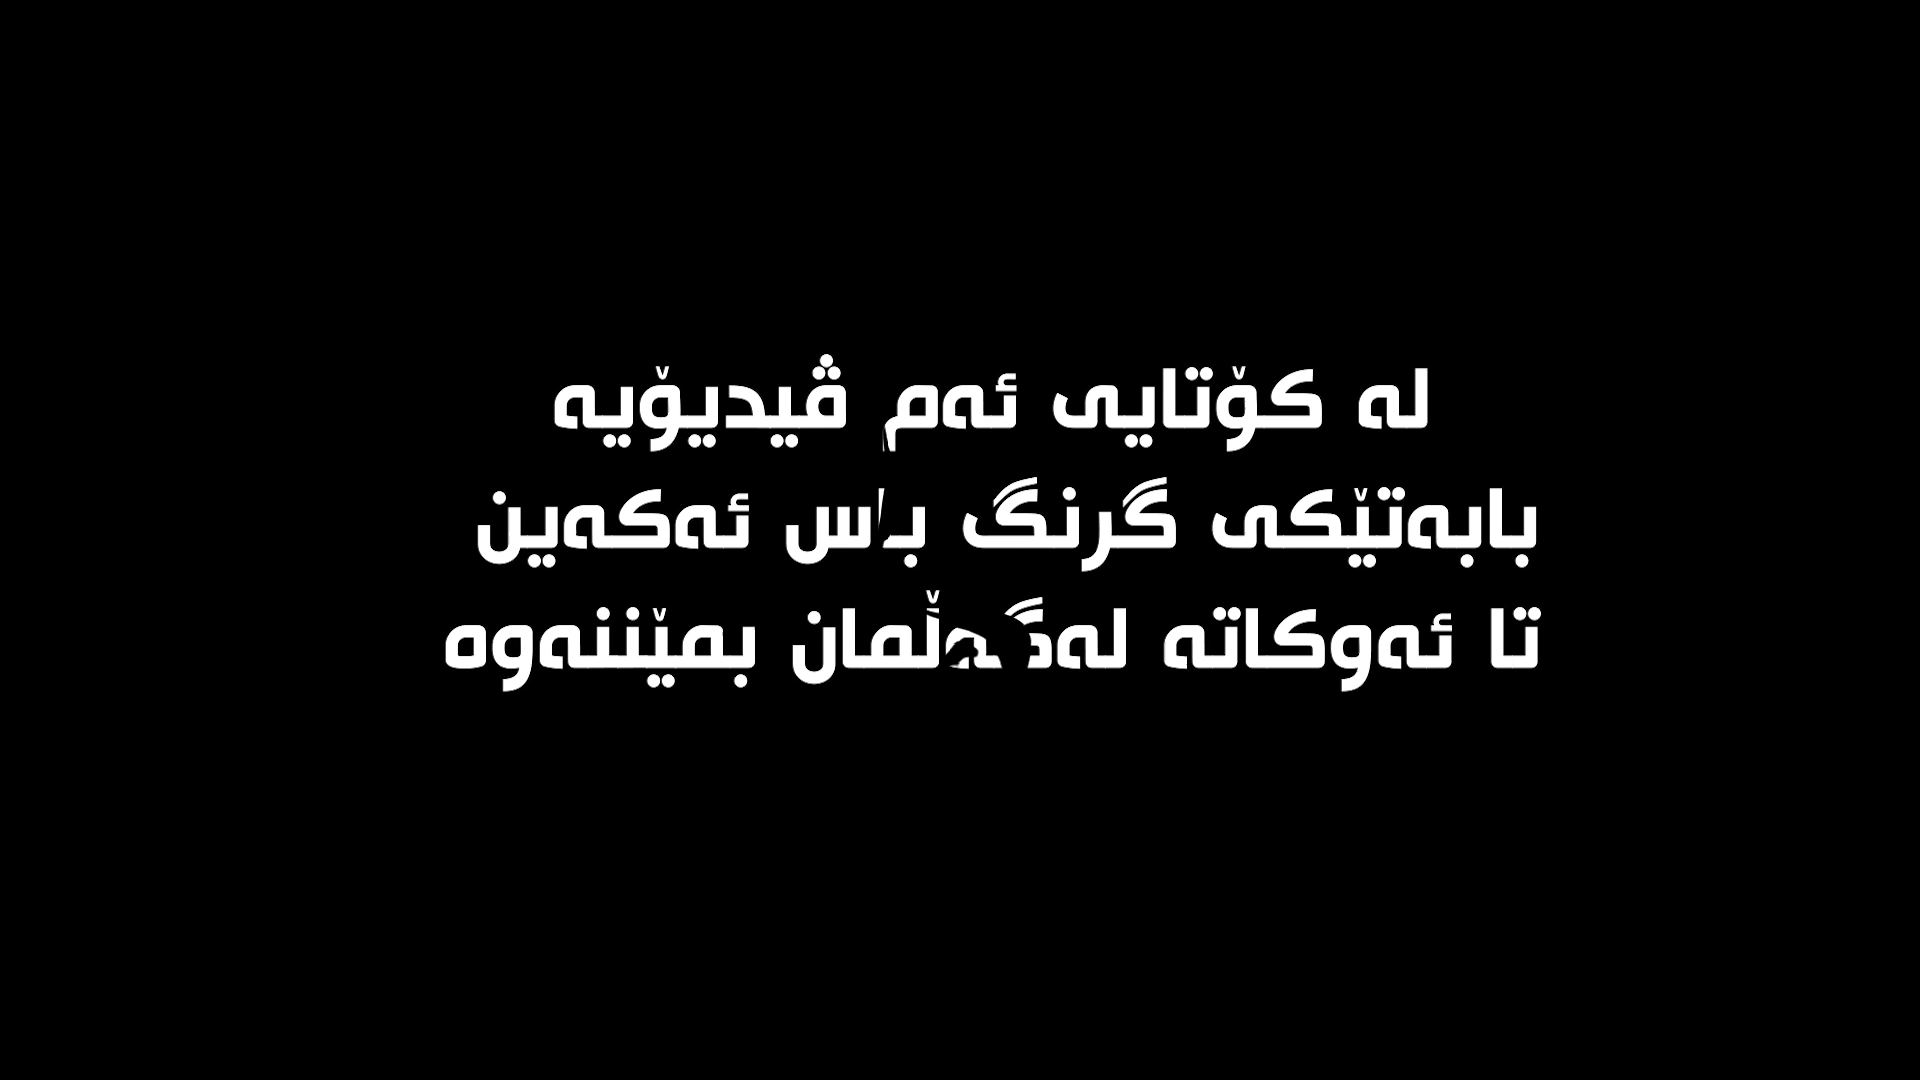 لە کۆتایی ئەم ڤیدیۆیە
بابەتێکی گرنگ باس ئەکەین
تا ئەوکاتە لەگەڵمان بمێننەوە